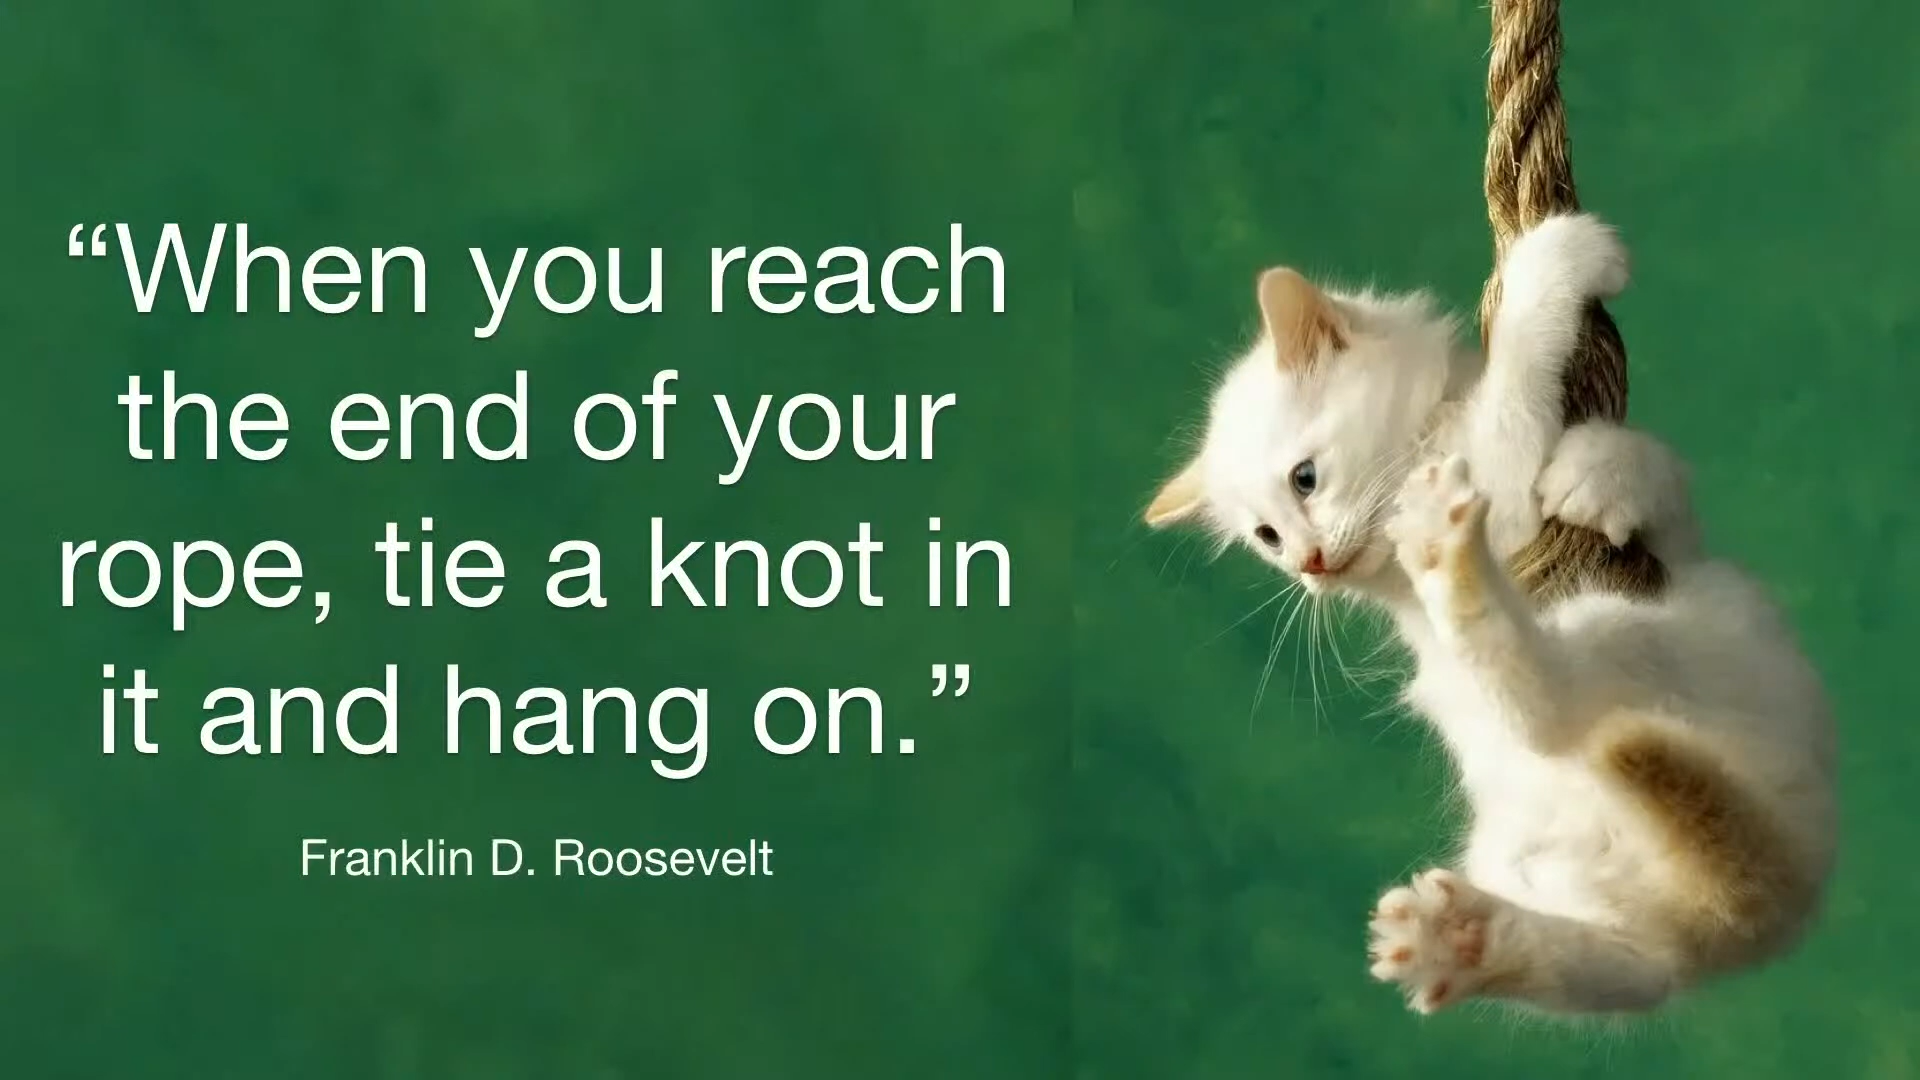 “When you reach
the end of your
rope, tie a knot in
it and hang on.”
Franklin D. Roosevelt